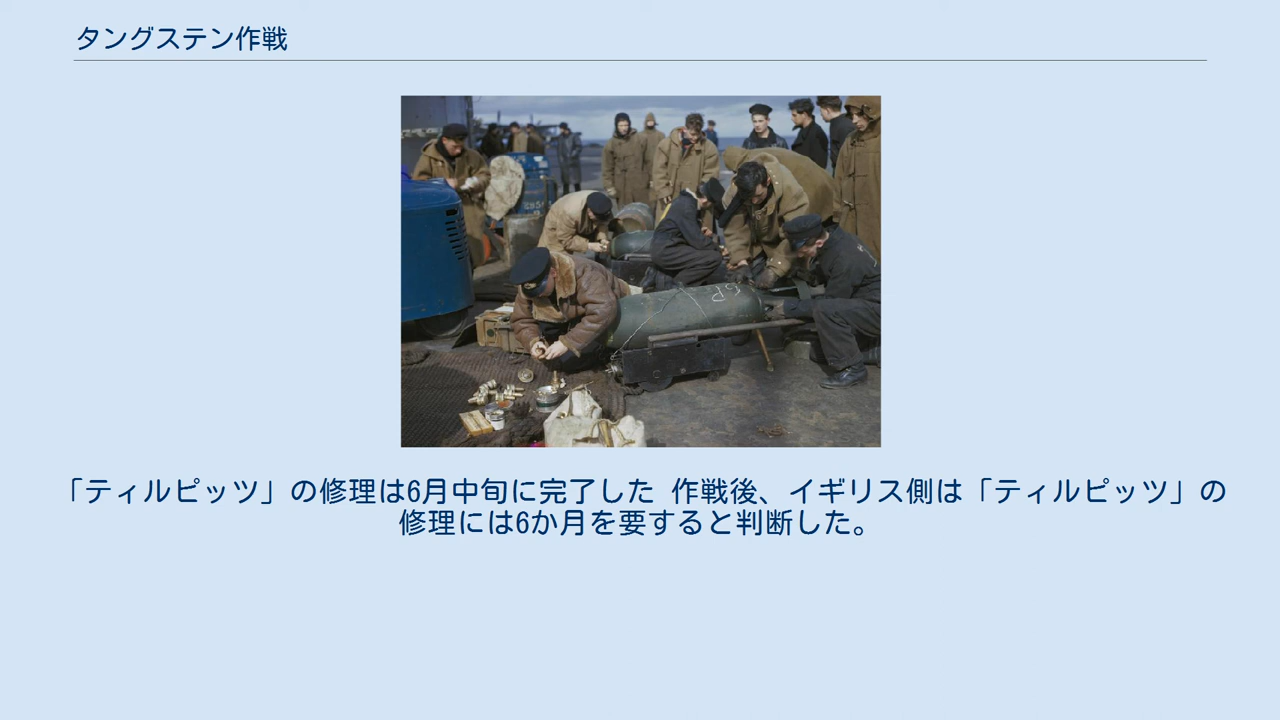 タングステン作戦
「ティルピッツ」の修理は6月中旬に完了した 作戦後、イギリス側は「ティルピッツ」の
修理には6か月を要すると判断した。